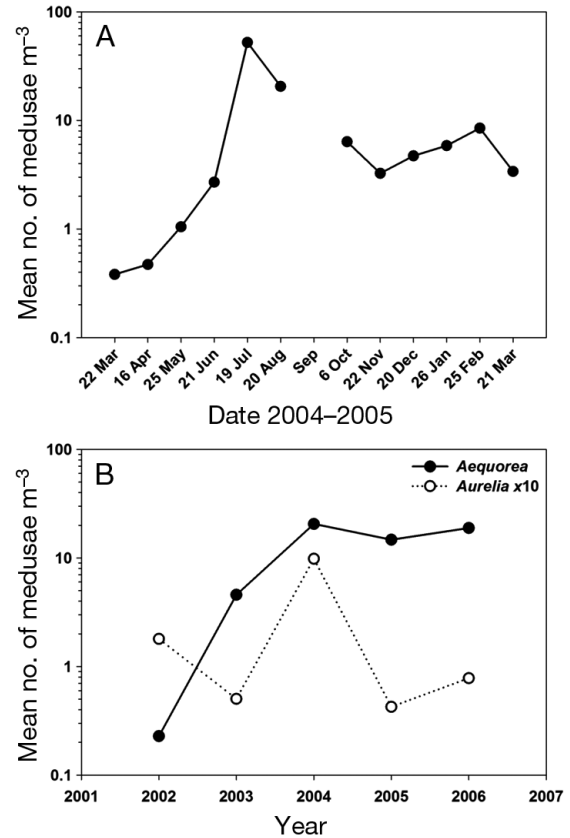 A
Mean no. of medusae m⁻³
100
10
1
0.1
22 Mar
16 Apr
25 May
21 Jun
19 Jul
20 Aug
Sep
6 Oct
22 Nov
20 Dec
26 Jan
25 Feb
21 Mar
Date 2004–2005
B
Aequorea
Aurelia x10
Mean no. of medusae m⁻³
100
10
1
0.1
2001 2002 2003 2004 2005 2006 2007
Year